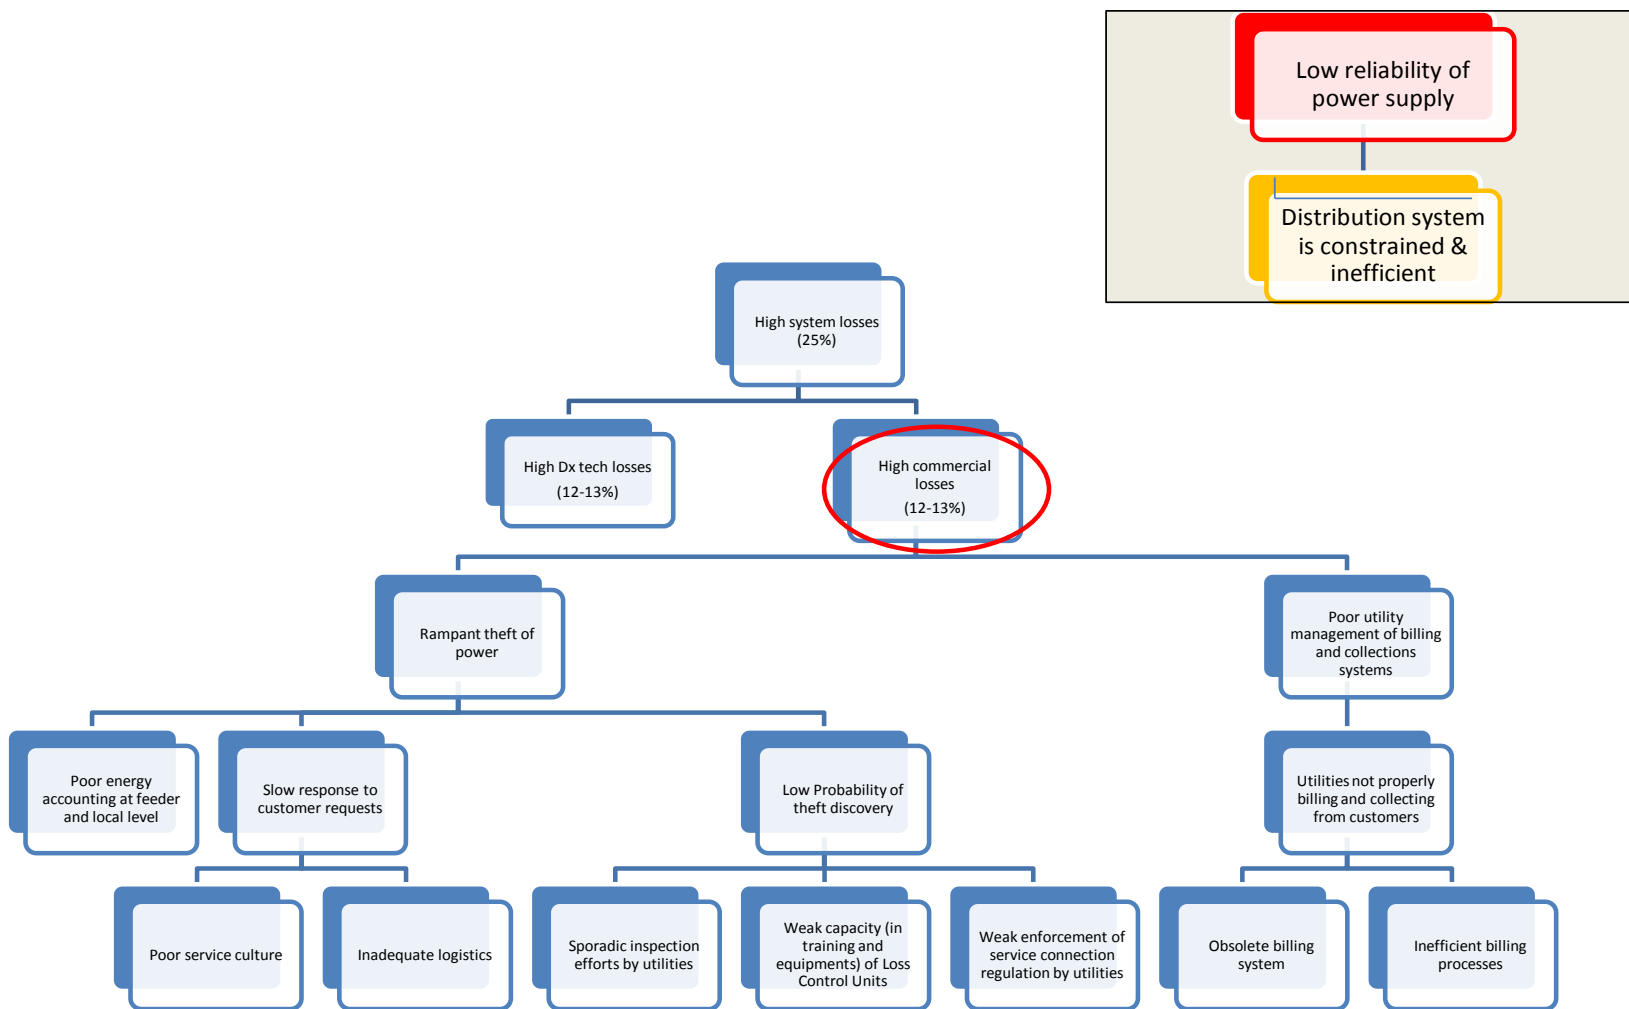 Low reliability of
power supply
Distribution system
is constrained &
inefficient
High system losses
(25%)
High Dx tech losses
(12-13%)
High commercial
losses
(12-13%)
Rampant theft of
power
Poor utility
management of billing
and collections
systems
Poor energy
accounting at feeder
and local level
Slow response to
customer requests
Low Probability of
theft discovery
Utilities not properly
billing and collecting
from customers
Poor service culture
Inadequate logistics
Sporadic inspection
efforts by utilities
Weak capacity (in
training and
equipments) of Loss
Control Units
Weak enforcement of
service connection
regulation by utilities
Obsolete billing
system
Inefficient billing
processes